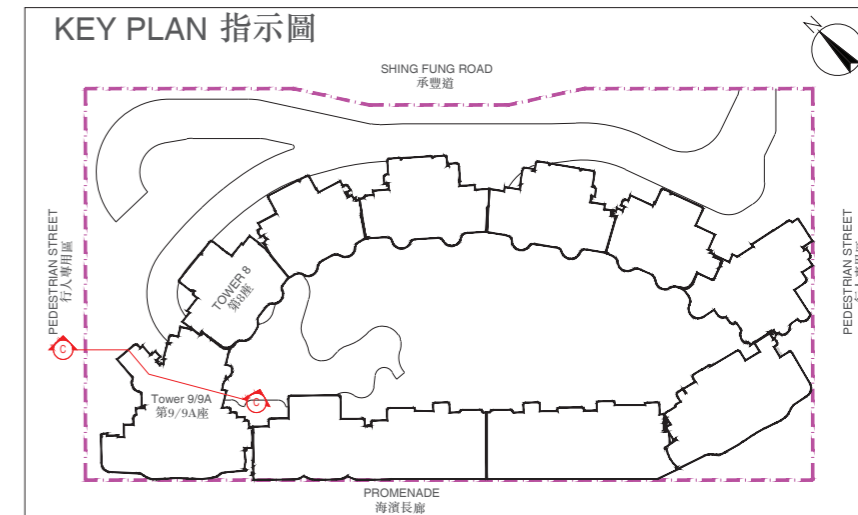 KEY PLAN 指示圖
N
SHING FUNG ROAD
承豐道
PEDESTRIAN STREET
行人專用區
PEDESTRIAN STREET
TOWER 8
第8座
C
Tower 9/9A
第9/9A座
C
PROMENADE
海濱長廊